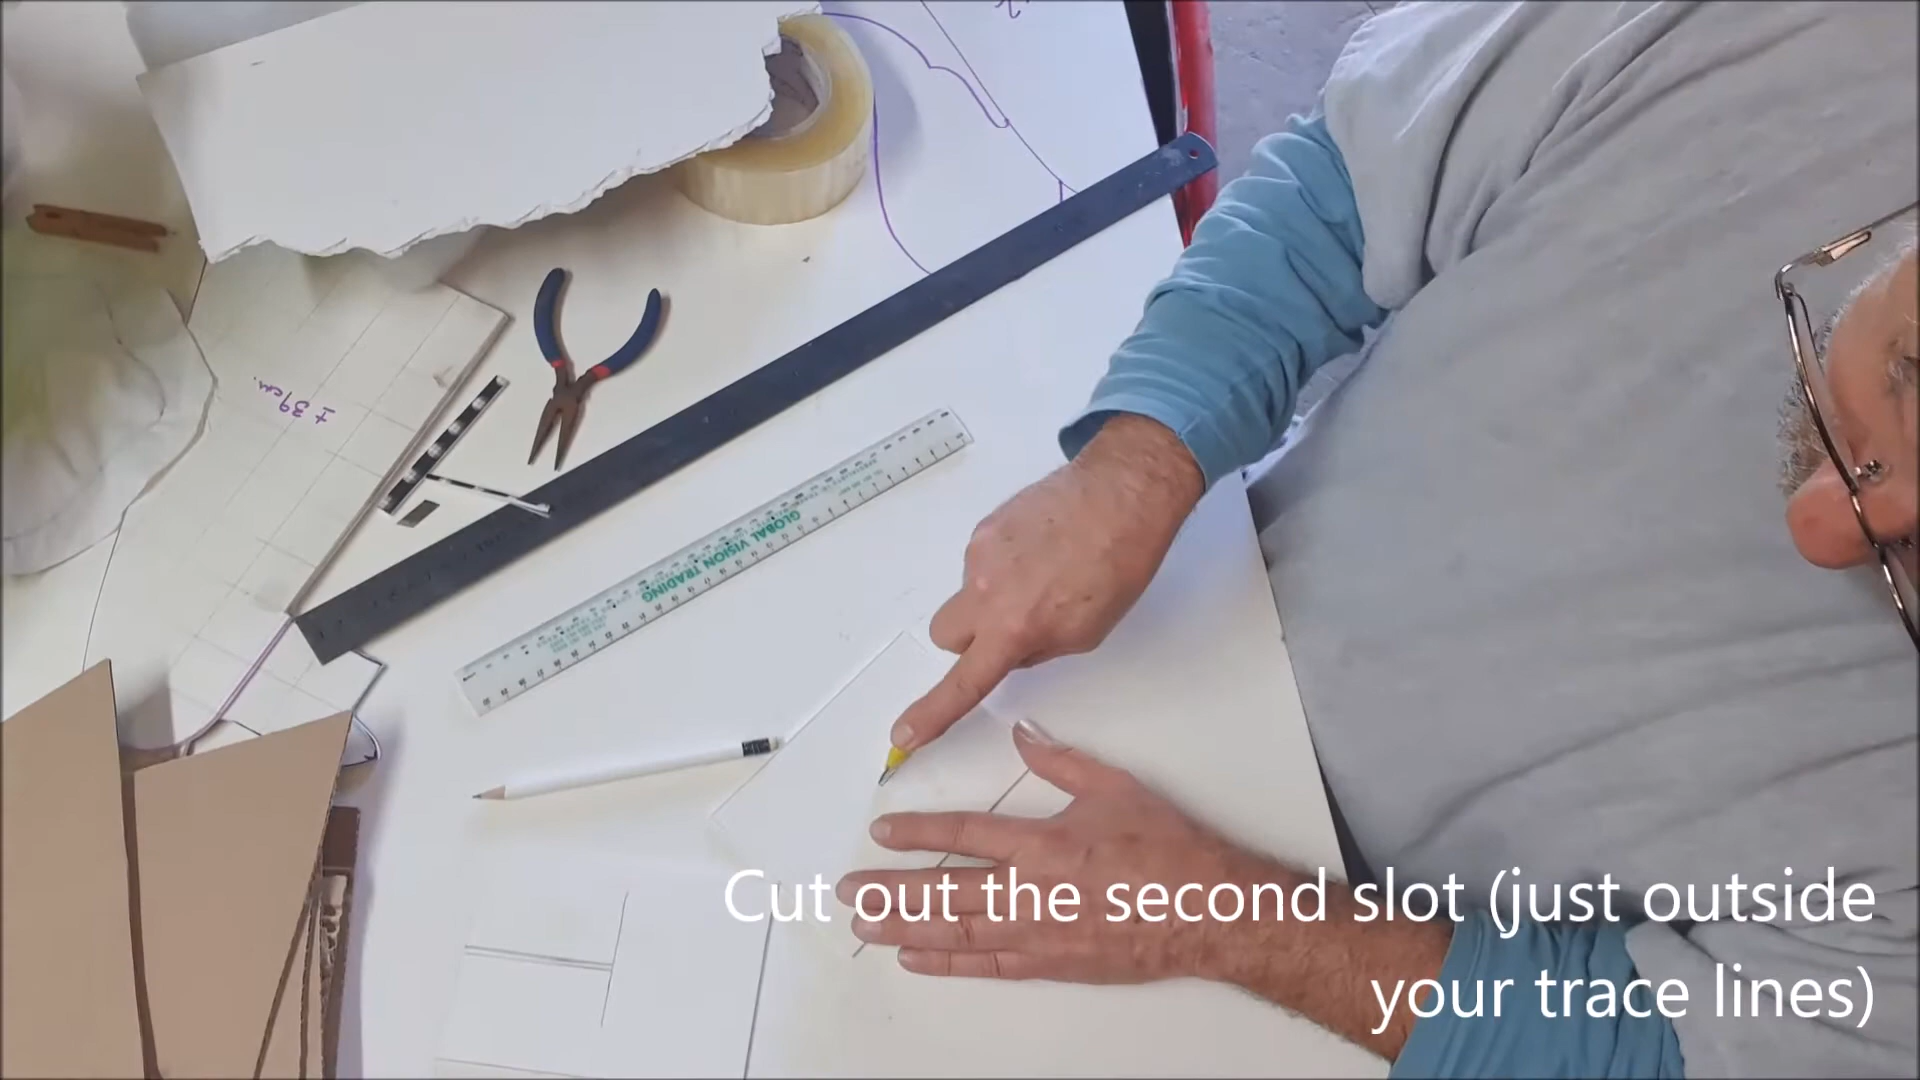 ± 39cm.
GLOBAL VISION TRADING
Cut out the second slot (just outside
your trace lines)